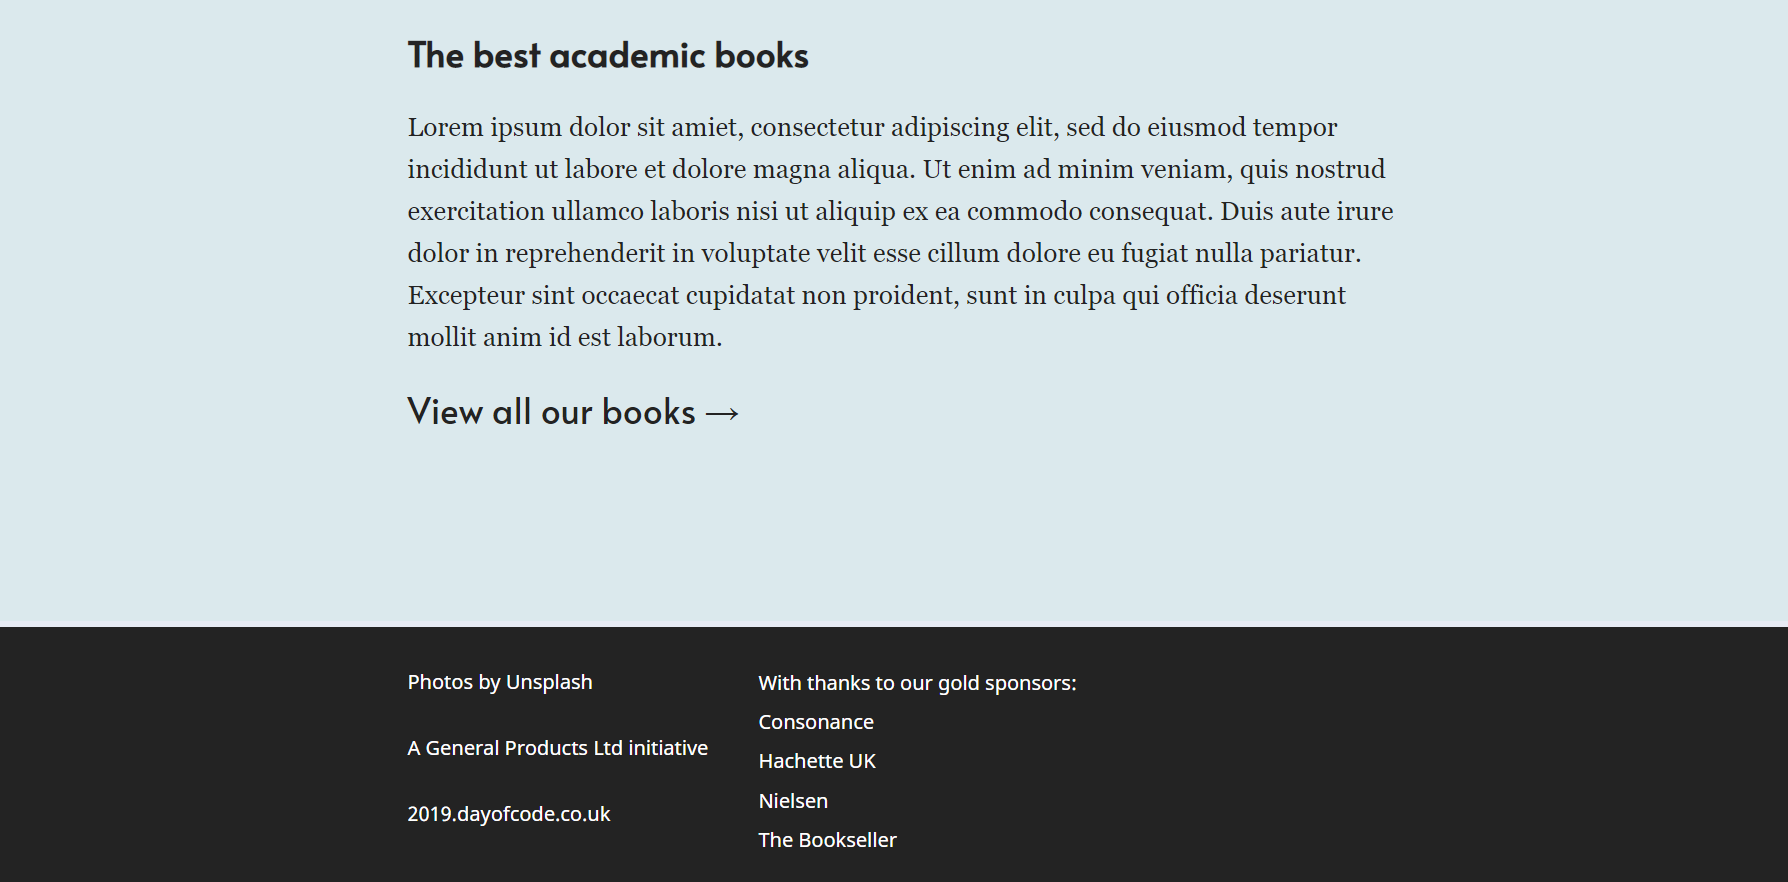 The best academic books
Lorem ipsum dolor sit amiet, consectetur adipiscing elit, sed do eiusmod tempor
incididunt ut labore et dolore magna aliqua. Ut enim ad minim veniam, quis nostrud
exercitation ullamco laboris nisi ut aliquip ex ea commodo consequat. Duis aute irure
dolor in reprehenderit in voluptate velit esse cillum dolore eu fugiat nulla pariatur.
Excepteur sint occaecat cupidatat non proident, sunt in culpa qui officia deserunt
mollit anim id est laborum.
View all our books →
Photos by Unsplash
A General Products Ltd initiative
2019.dayofcode.co.uk
With thanks to our gold sponsors:
Consonance
Hachette UK
Nielsen
The Bookseller